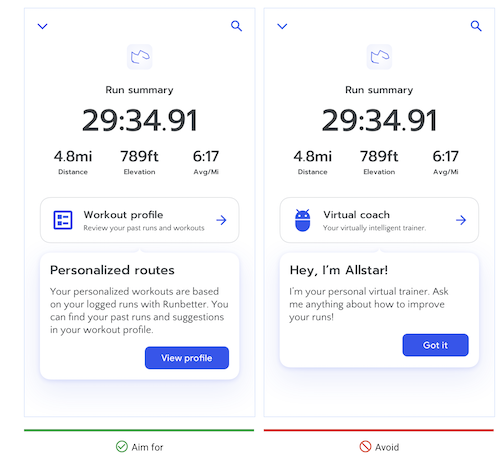 Run summary
29:34.91
4.8mi 789ft 6:17
Distance Elevation Avg/Mi
Workout profile
Review your past runs and workouts
Personalized routes
Your personalized workouts are based
on your logged runs with Runbetter. You
can find your past runs and suggestions
in your workout profile.
View profile
Aim for
Run summary
29:34.91
4.8mi 789ft 6:17
Distance Elevation Avg/Mi
Virtual coach
Your virtually intelligent trainer.
Hey, I’m Allstar!
I’m your personal virtual trainer. Ask
me anything about how to improve
your runs!
Got it
Avoid